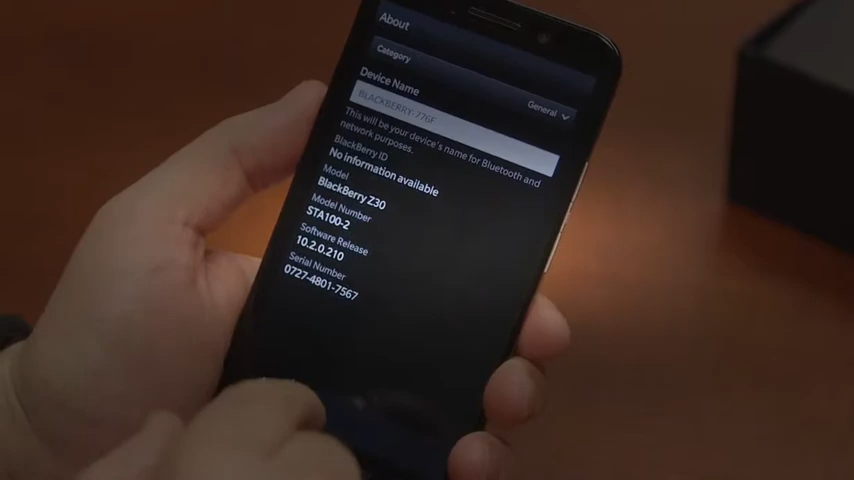 About
Category
General
Device Name
BLACKBERRY-776F
This will be your device's name for Bluetooth and
network purposes.
BlackBerry ID
No information available
Model
BlackBerry Z30
Model Number
STA100-2
Software Release
10.2.0.210
Serial Number
0727-4801-7567